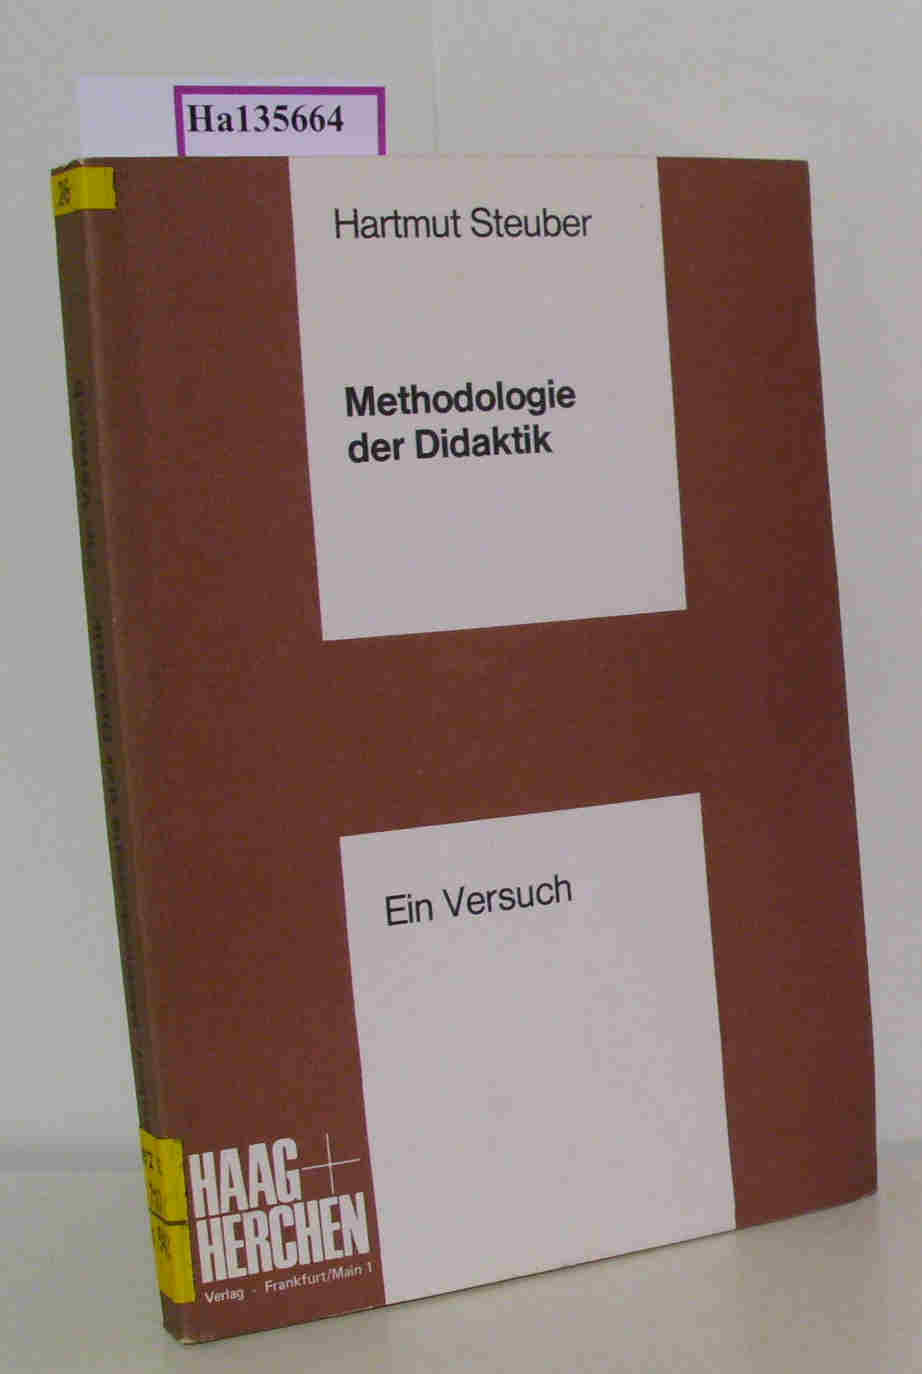 Ha135664
Hartmut Steuber
Methodologie
der Didaktik
Ein Versuch
HAAG +
HERCHEN
Verlag · Frankfurt/Main 1